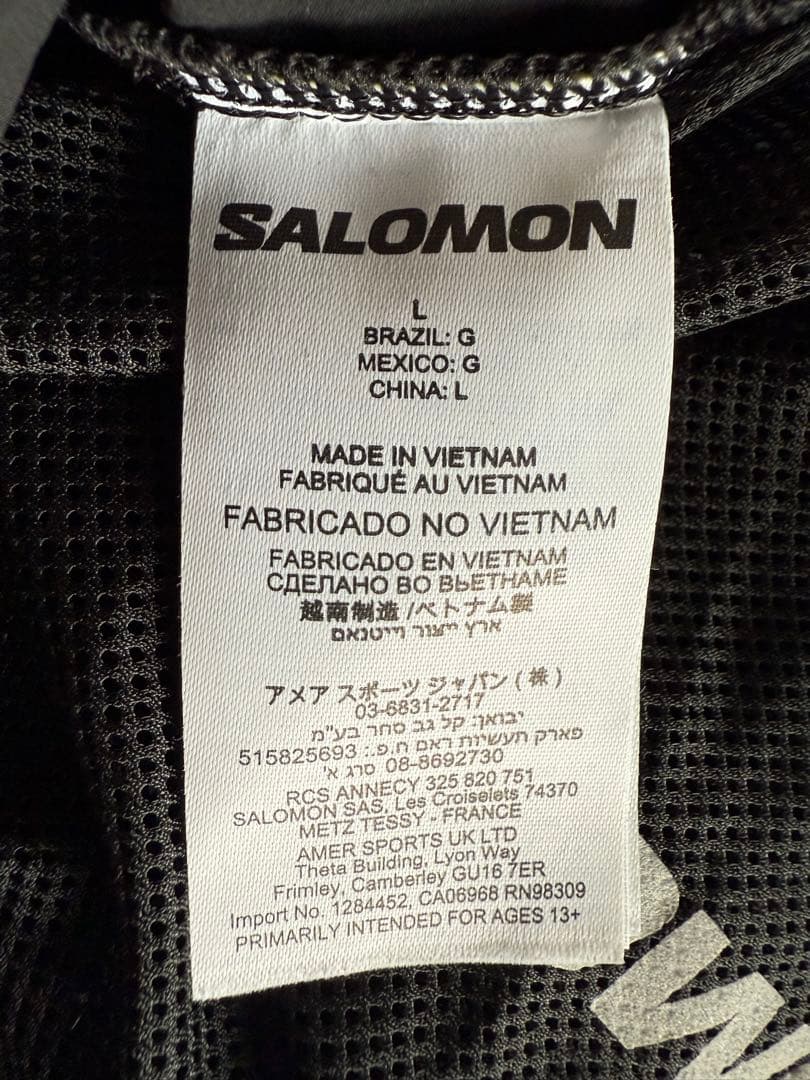 SALOMON
L
BRAZIL: G
MEXICO: G
CHINA: L
MADE IN VIETNAM
FABRIQUÉ AU VIETNAM
FABRICADO NO VIETNAM
FABRICADO EN VIETNAM
СДЕЛАНО ВО ВЬЕТНАМЕ
越南制造 /ベトナム製
ארץ ייצור וייטנאם
アメア スポーツ ジャパン ( 株 )
03-6831-2717
יבואן: קל גב סחר בע"מ
פארק תעשיות ראם ח.פ.: 515825693
08-8692730 סרג א'
RCS ANNECY 325 820 751
SALOMON SAS, Les Croiselets 74370
METZ TESSY - FRANCE
AMER SPORTS UK LTD
Theta Building, Lyon Way
Frimley, Camberley GU16 7ER
Import No. 1284452, CA06968 RN98309
PRIMARILY INTENDED FOR AGES 13+